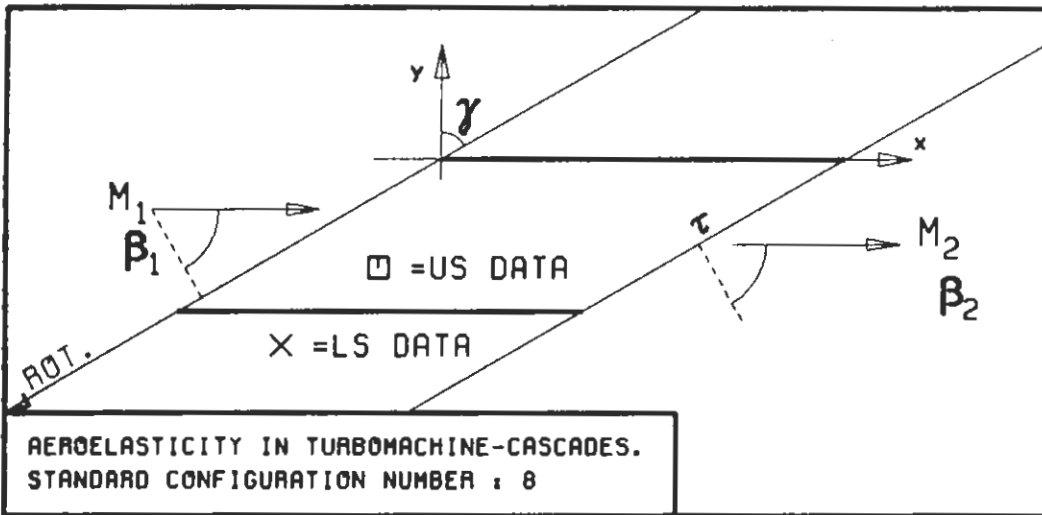 y
γ
x
M₁
β₁
τ
M₂
β₂
□ =US DATA
× =LS DATA
ROT.
AEROELASTICITY IN TURBOMACHINE-CASCADES.
STANDARD CONFIGURATION NUMBER : 8